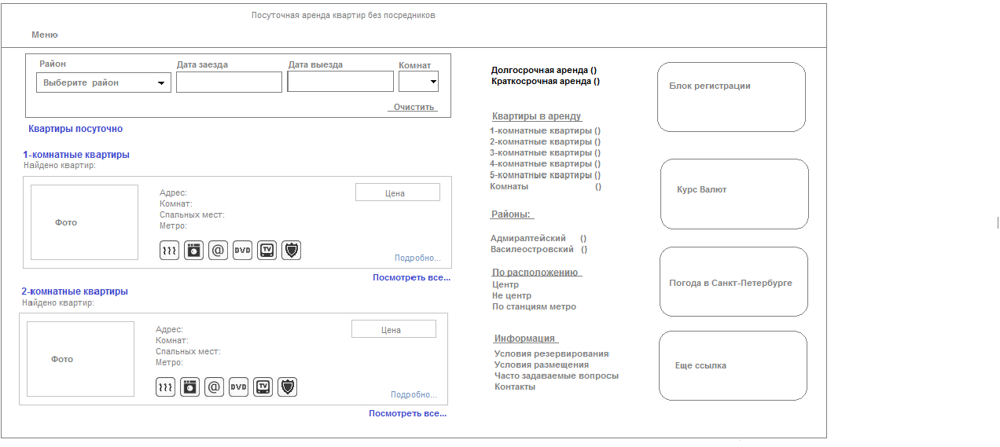 Посуточная аренда квартир без посредников
Меню
Район
Дата заезда
Дата выезда
Комнат
Выберите район
Очистить
Квартиры посуточно
1-комнатные квартиры
Найдено квартир:
Фото
Адрес:
Комнат:
Спальных мест:
Метро:
Цена
@
DVD
TV
Подробно...
Посмотреть все...
2-комнатные квартиры
Найдено квартир:
Фото
Адрес:
Комнат:
Спальных мест:
Метро:
Цена
@
DVD
TV
Подробно...
Посмотреть все...
Долгосрочная аренда ()
Краткосрочная аренда ()
Квартиры в аренду
1-комнатные квартиры ()
2-комнатные квартиры ()
3-комнатные квартиры ()
4-комнатные квартиры ()
5-комнатные квартиры ()
Комнаты ()
Районы:
Адмиралтейский ()
Василеостровский ()
По расположению
Центр
Не центр
По станциям метро
Информация
Условия резервирования
Условия размещения
Часто задаваемые вопросы
Контакты
Блок регистрации
Курс Валют
Погода в Санкт-Петербурге
Еще ссылка